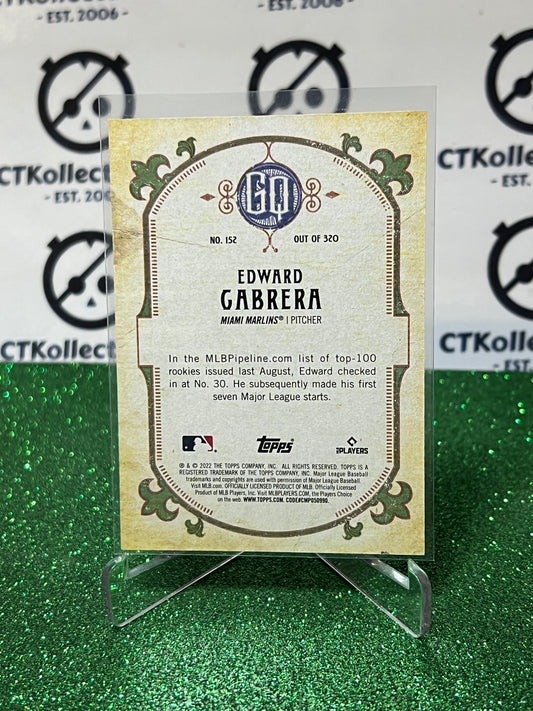 - EST. 2006 -
- EST. 2006 -
CTKollect
CTKollec
- EST. 200
- EST.
CTKollect
CTKollec
GQ
NO. 152 OUT OF 320
EDWARD
CABRERA
MIAMI MARLINS® | PITCHER
In the MLBPipeline.com list of top-100
rookies issued last August, Edward checked
in at No. 30. He subsequently made his first
seven Major League starts.
topps
PLAYERS
® & © 2022 THE TOPPS COMPANY, INC. ALL RIGHTS RESERVED. TOPPS IS A
REGISTERED TRADEMARK OF THE TOPPS COMPANY, INC. Major League Baseball
trademarks and copyrights are used with permission of Major League Baseball.
Visit MLB.com. OFFICIALLY LICENSED PRODUCT OF MLB. Officially Licensed
Product of MLB Players, Inc. Visit MLBPLAYERS.COM, the Players Choice
on the web. WWW.TOPPS.COM. CODE#CMP050990.